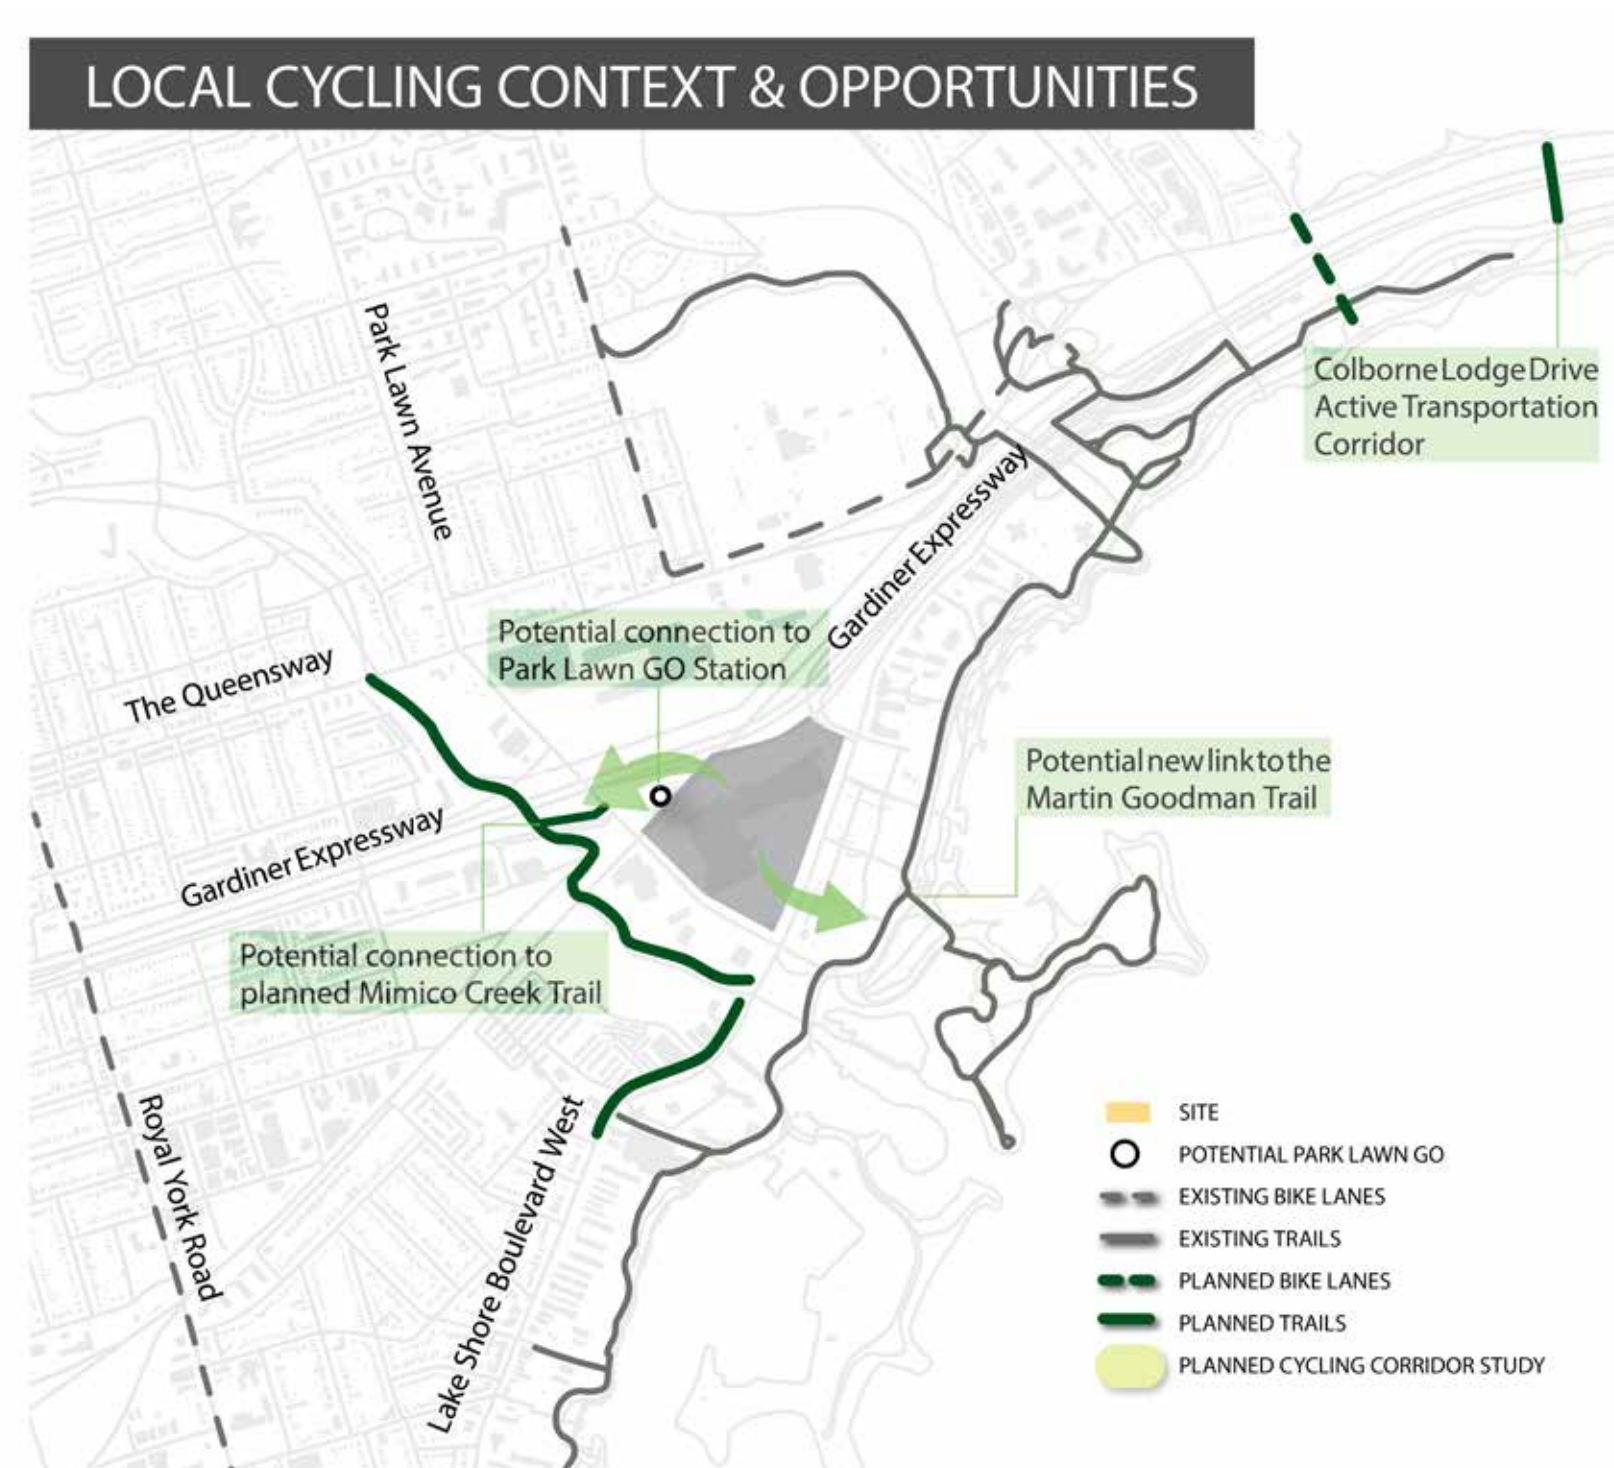 LOCAL CYCLING CONTEXT & OPPORTUNITIES
Park Lawn Avenue
Colborne Lodge Drive
Active Transportation
Corridor
Gardiner Expressway
Potential connection to
Park Lawn GO Station
The Queensway
Potential new link to the
Martin Goodman Trail
Gardiner Expressway
Potential connection to
planned Mimico Creek Trail
Royal York Road
Lake Shore Boulevard West
SITE
POTENTIAL PARK LAWN GO
EXISTING BIKE LANES
EXISTING TRAILS
PLANNED BIKE LANES
PLANNED TRAILS
PLANNED CYCLING CORRIDOR STUDY